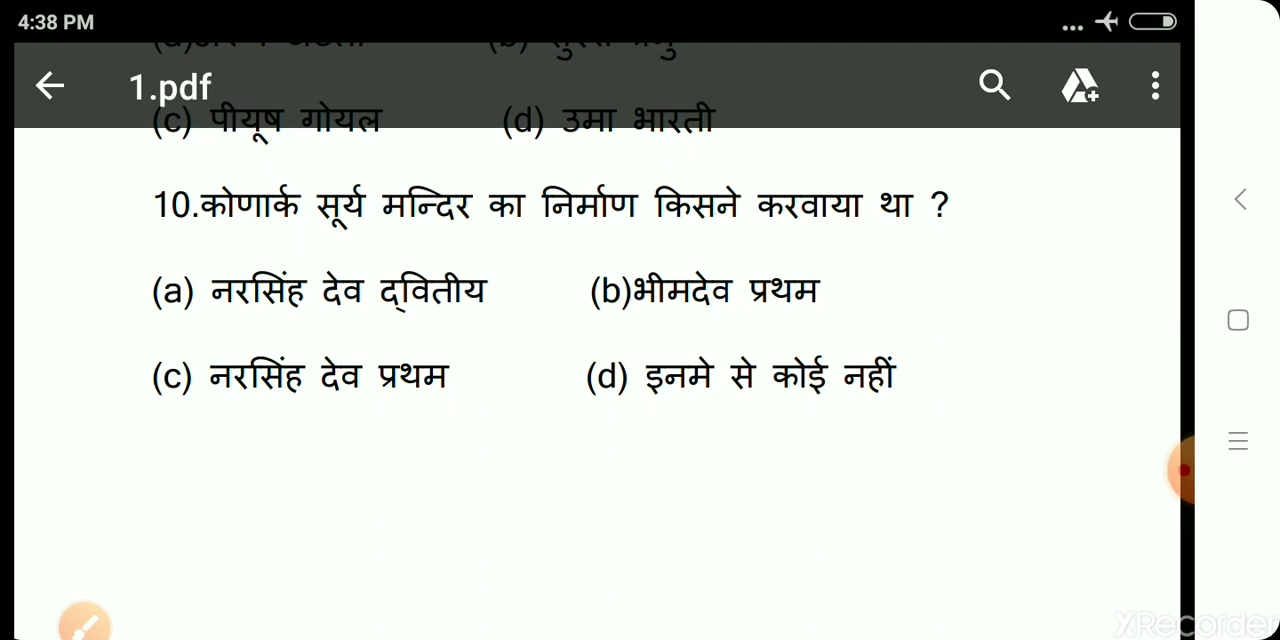 4:38 PM
1.pdf
(c) पीयूष गोयल (d) उमा भारती
10.कोणार्क सूर्य मन्दिर का निर्माण किसने करवाया था ?
(a) नरसिंह देव द्वितीय (b)भीमदेव प्रथम
(c) नरसिंह देव प्रथम (d) इनमे से कोई नहीं
XRecorder